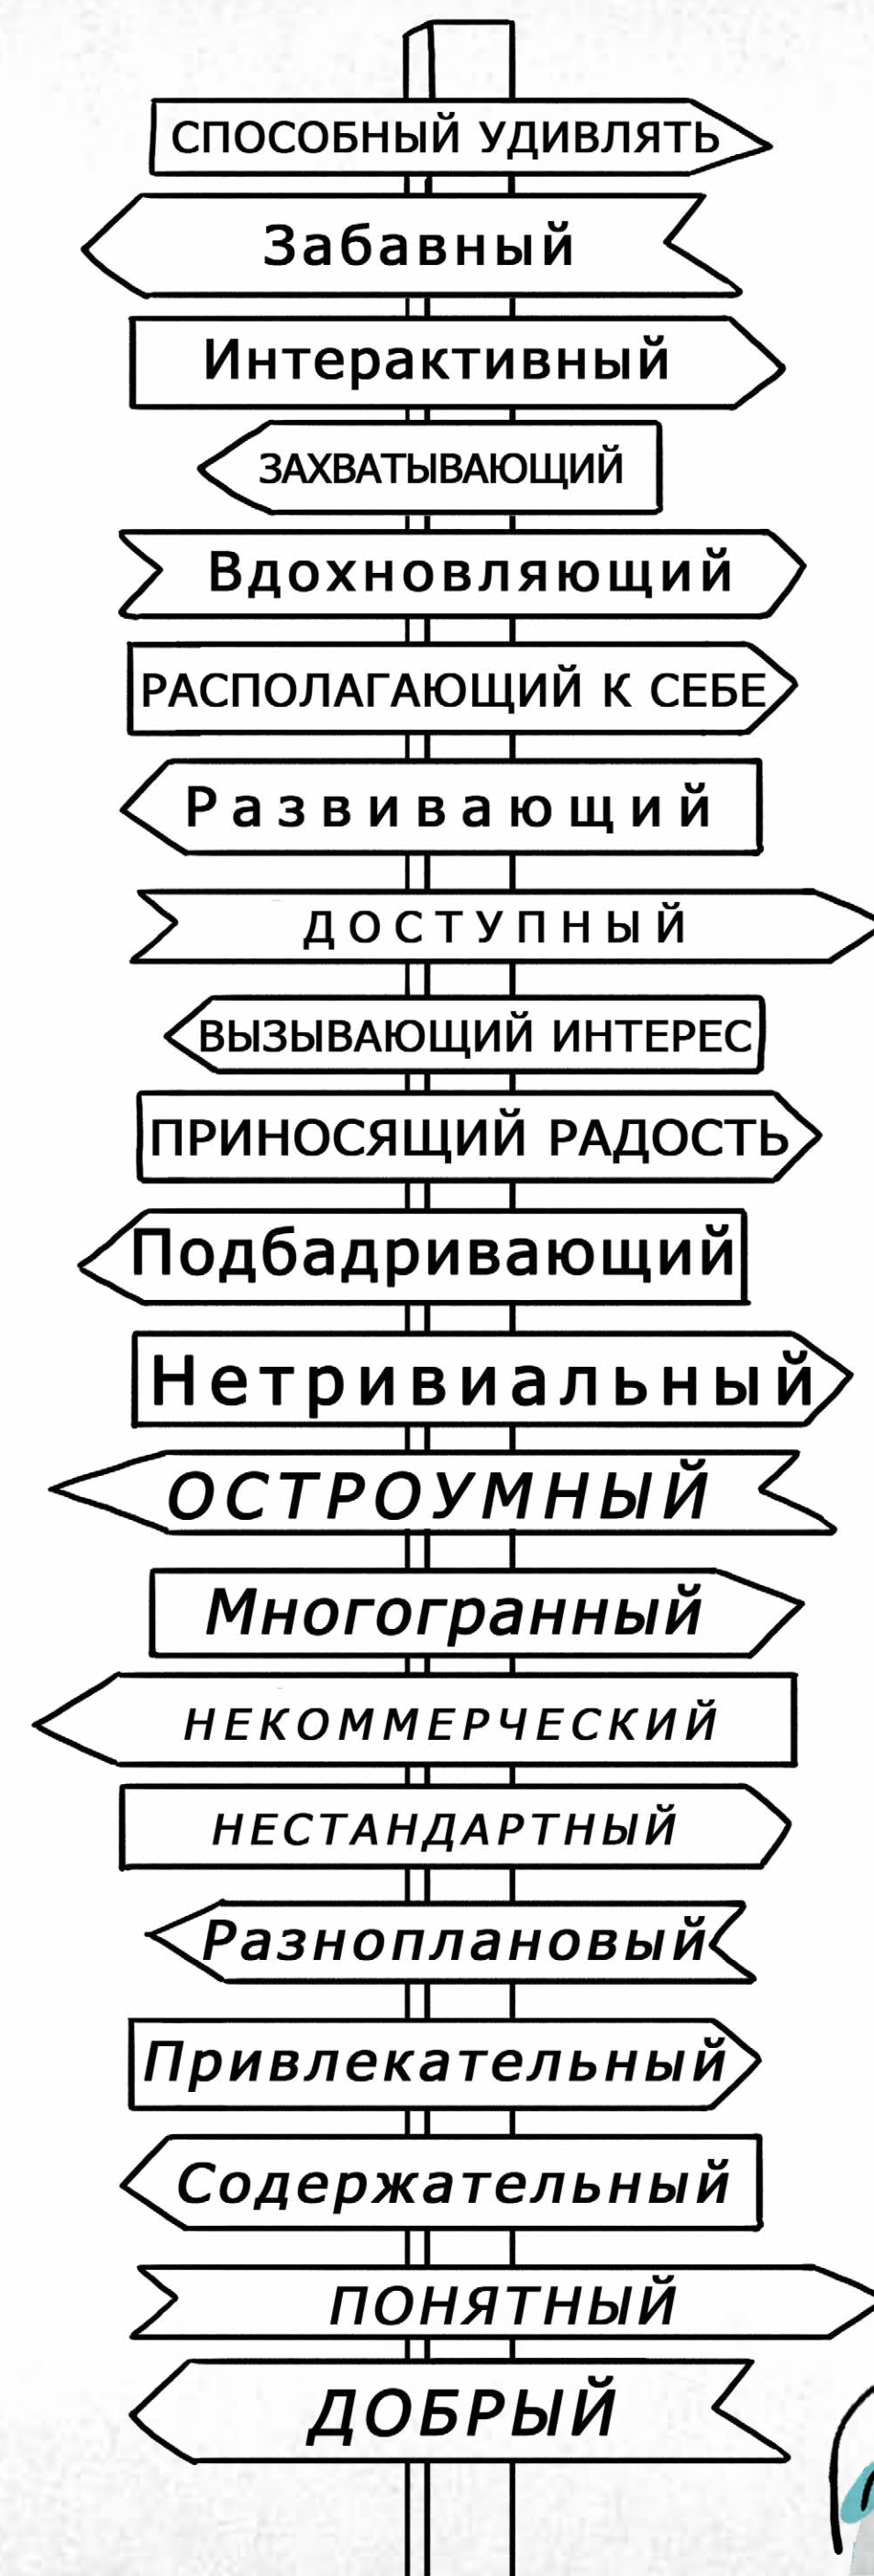 СПОСОБНЫЙ УДИВЛЯТЬ
Забавный
Интерактивный
ЗАХВАТЫВАЮЩИЙ
Вдохновляющий
РАСПОЛАГАЮЩИЙ К СЕБЕ
Развивающий
ДОСТУПНЫЙ
ВЫЗЫВАЮЩИЙ ИНТЕРЕС
ПРИНОСЯЩИЙ РАДОСТЬ
Подбадривающий
Нетривиальный
ОСТРОУМНЫЙ
Многогранный
НЕКОММЕРЧЕСКИЙ
НЕСТАНДАРТНЫЙ
Разноплановый
Привлекательный
Содержательный
ПОНЯТНЫЙ
ДОБРЫЙ